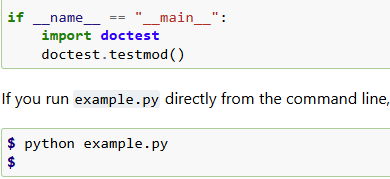 if __name__ == "__main__":
    import doctest
    doctest.testmod()
If you run example.py directly from the command line,
$ python example.py
$